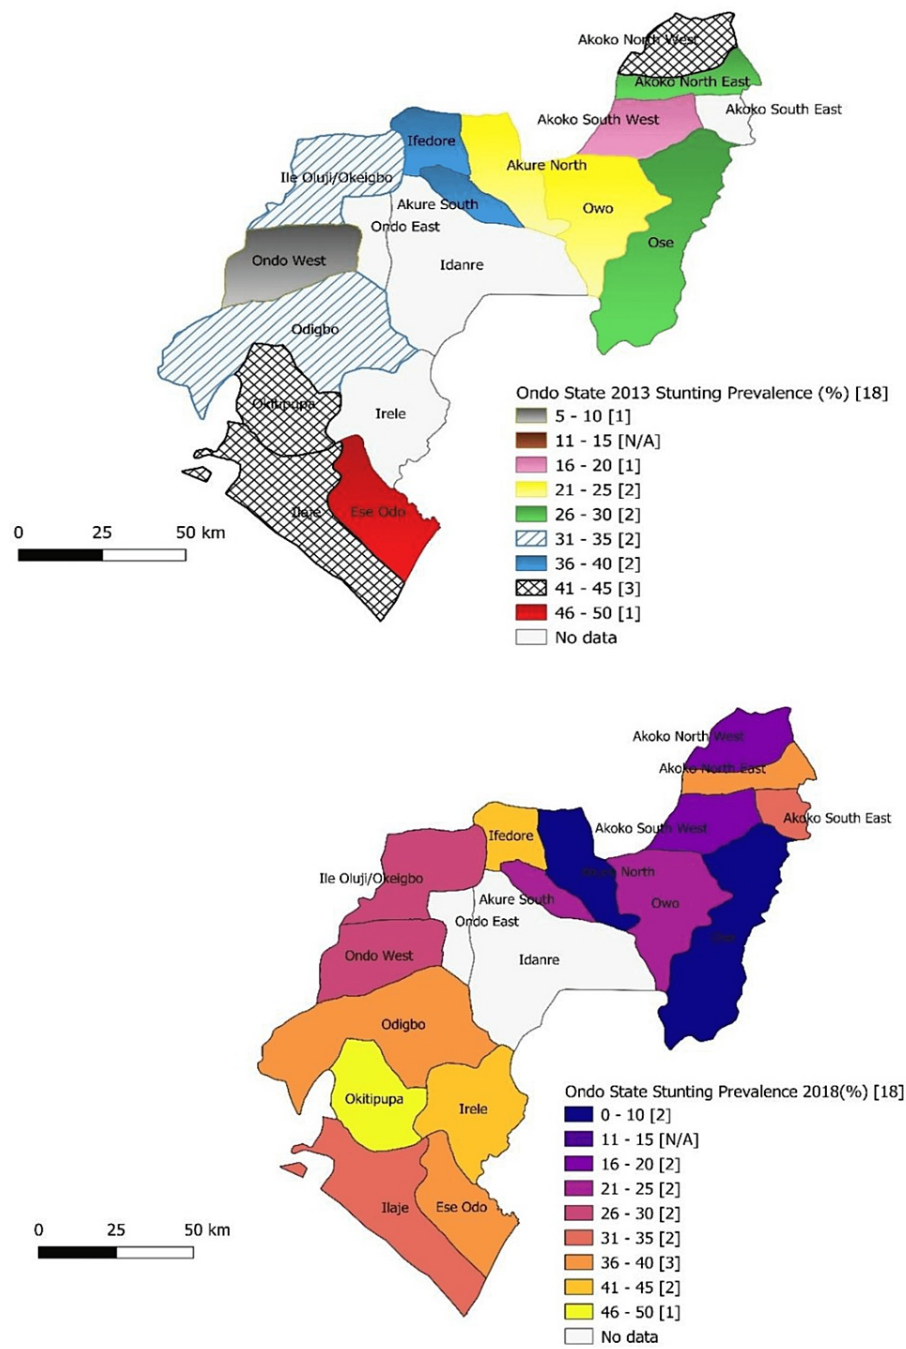 Akoko North West
Akoko North East
Akoko South East
Akoko South West
Ifedore
Akure North
Ile Oluji/Okeigbo
Akure South
Owo
Ondo East
Ose
Ondo West
Idanre
Odigbo
Okitipupa
Irele
Ilaje
Ese Odo
0 25 50 km
Ondo State 2013 Stunting Prevalence (%) [18]
5 - 10 [1]
11 - 15 [N/A]
16 - 20 [1]
21 - 25 [2]
26 - 30 [2]
31 - 35 [2]
36 - 40 [2]
41 - 45 [3]
46 - 50 [1]
No data
Akoko North West
Akoko North East
Akoko South East
Akoko South West
Ifedore
Akure North
Ile Oluji/Okeigbo
Akure South
Owo
Ondo East
Ose
Ondo West
Idanre
Odigbo
Okitipupa
Irele
Ilaje
Ese Odo
0 25 50 km
Ondo State Stunting Prevalence 2018(%) [18]
0 - 10 [2]
11 - 15 [N/A]
16 - 20 [2]
21 - 25 [2]
26 - 30 [2]
31 - 35 [2]
36 - 40 [3]
41 - 45 [2]
46 - 50 [1]
No data